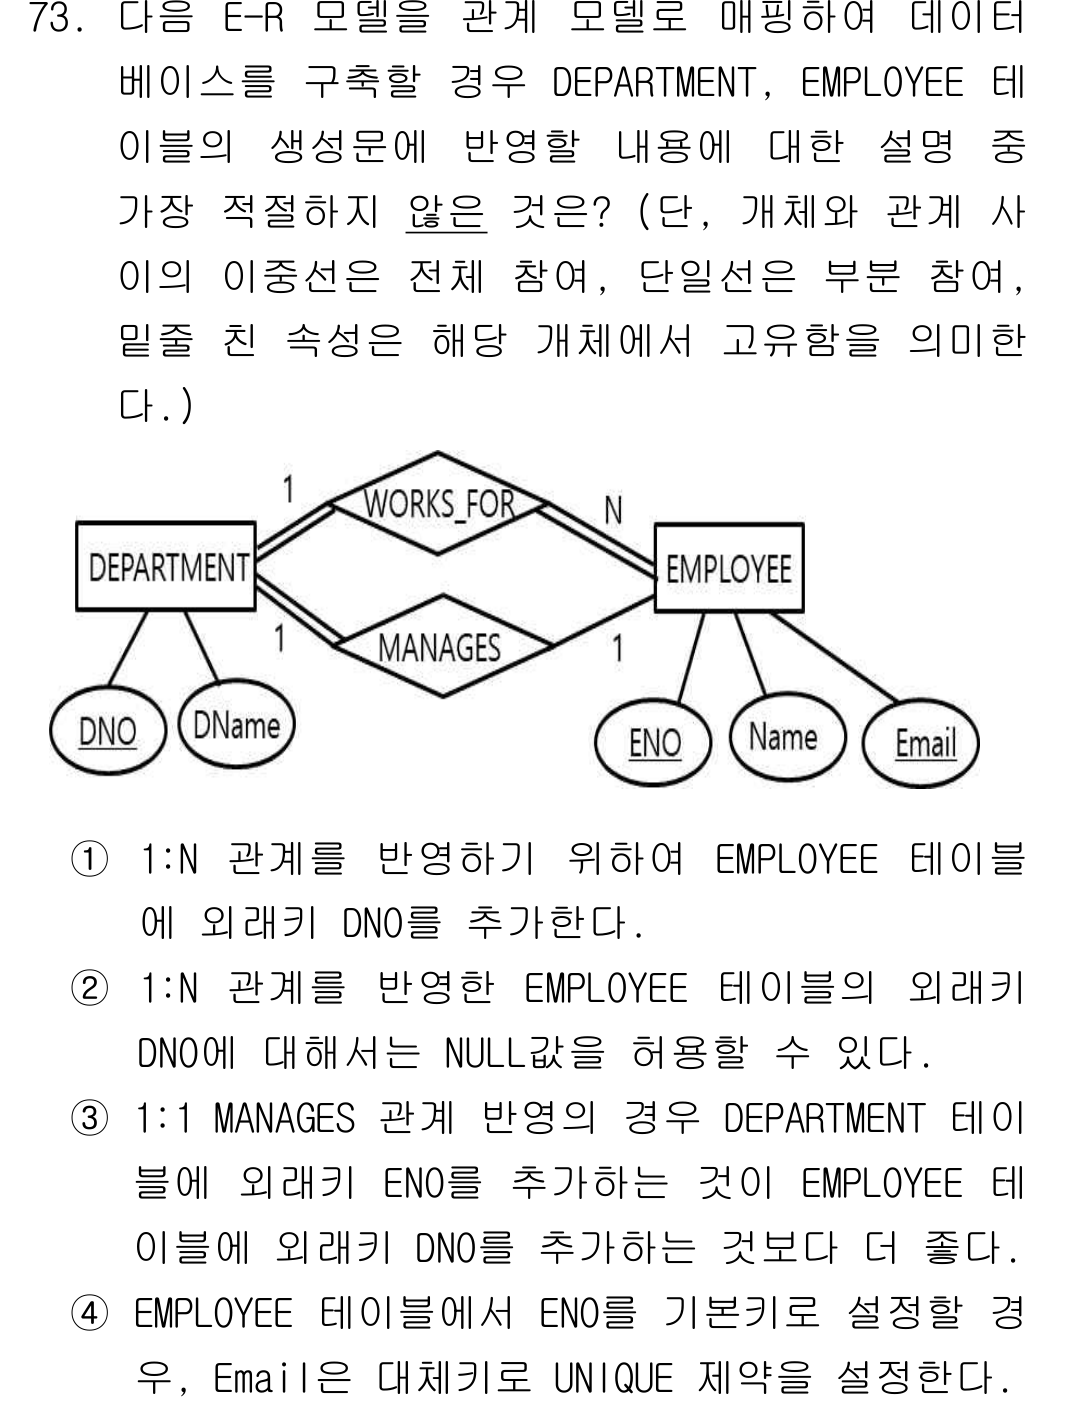 73. 다음 E-R 모델을 관계 모델로 매핑하여 데이터
베이스를 구축할 경우 DEPARTMENT, EMPLOYEE 테
이블의 생성문에 반영할 내용에 대한 설명 중
가장 적절하지 않은 것은? (단, 개체와 관계 사
이의 이중선은 전체 참여, 단일선은 부분 참여,
밑줄 친 속성은 해당 개체에서 고유함을 의미한
다.)
1
WORKS_FOR
N
DEPARTMENT
EMPLOYEE
1
MANAGES
1
DNO
DName
ENO
Name
Email
① 1:N 관계를 반영하기 위하여 EMPLOYEE 테이블
에 외래키 DNO를 추가한다.
② 1:N 관계를 반영한 EMPLOYEE 테이블의 외래키
DNO에 대해서는 NULL값을 허용할 수 있다.
③ 1:1 MANAGES 관계 반영의 경우 DEPARTMENT 테이
블에 외래키 ENO를 추가하는 것이 EMPLOYEE 테
이블에 외래키 DNO를 추가하는 것보다 더 좋다.
④ EMPLOYEE 테이블에서 ENO를 기본키로 설정할 경
우, Email은 대체키로 UNIQUE 제약을 설정한다.